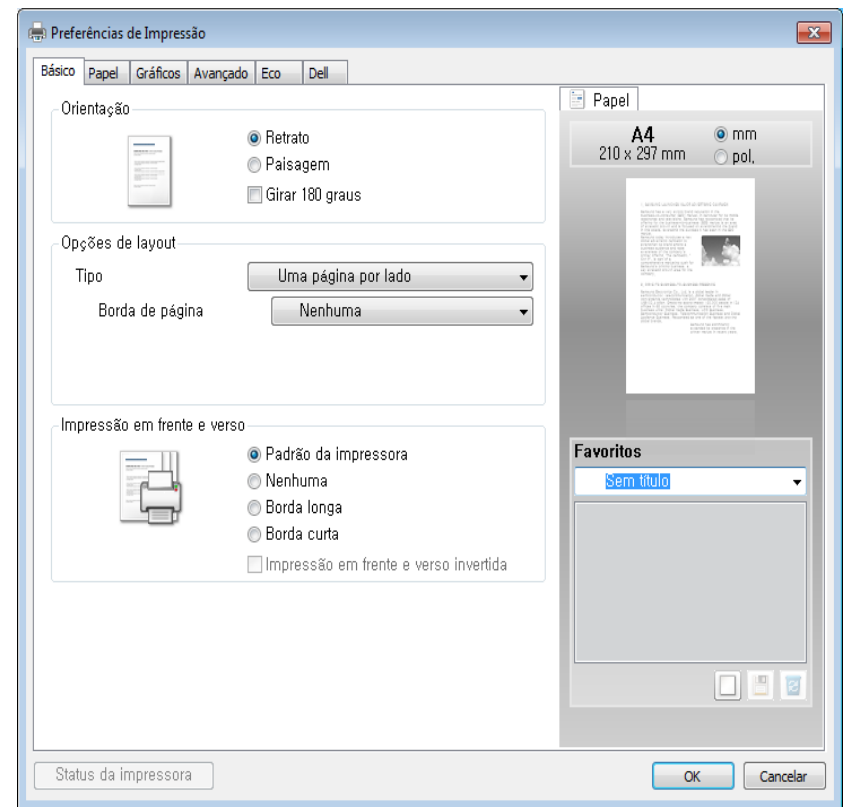 Preferências de Impressão
Básico Papel Gráficos Avançado Eco Dell
Orientação
Retrato
Paisagem
Girar 180 graus
Opções de layout
Tipo Uma página por lado
Borda de página Nenhuma
Impressão em frente e verso
Padrão da impressora
Nenhuma
Borda longa
Borda curta
Impressão em frente e verso invertida
Papel
A4
210 x 297 mm
mm
pol.
Favoritos
Sem título
Status da impressora
OK Cancelar